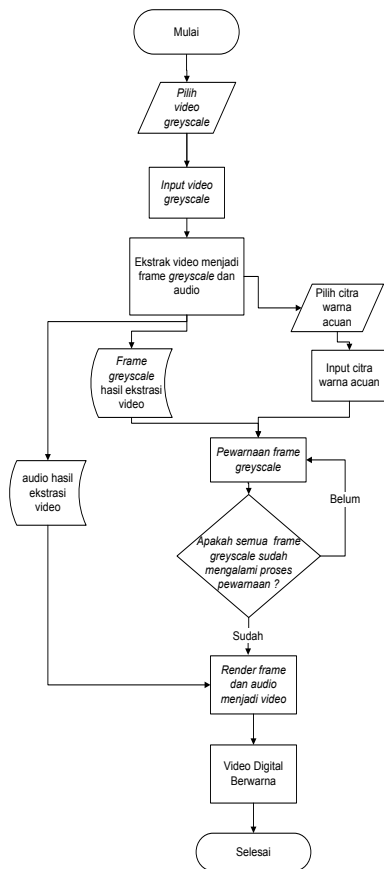 Mulai
Pilih
video
greyscale
Input video
greyscale
Ekstrak video menjadi
frame greyscale dan
audio
Pilih citra
warna
acuan
Frame
greyscale
hasil ekstrasi
video
Input citra
warna acuan
Pewarnaan frame
greyscale
audio hasil
ekstrasi
video
Belum
Apakah semua frame
greyscale sudah
mengalami proses
pewarnaan ?
Sudah
Render frame
dan audio
menjadi video
Video Digital
Berwarna
Selesai